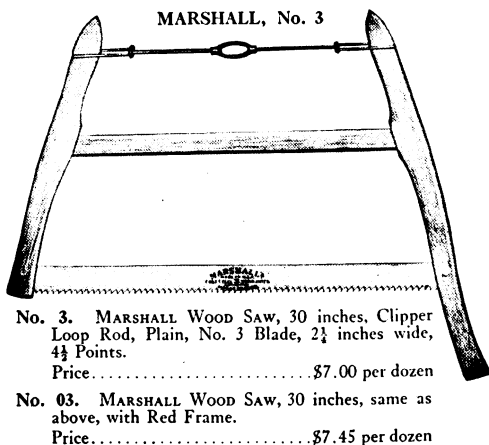 MARSHALL, No. 3
MARSHALL'S
No. 3. MARSHALL WOOD SAW, 30 inches, Clipper
Loop Rod, Plain, No. 3 Blade, 2¼ inches wide,
4½ Points.
Price..........................$7.00 per dozen
No. 03. MARSHALL WOOD SAW, 30 inches, same as
above, with Red Frame.
Price..........................$7.45 per dozen